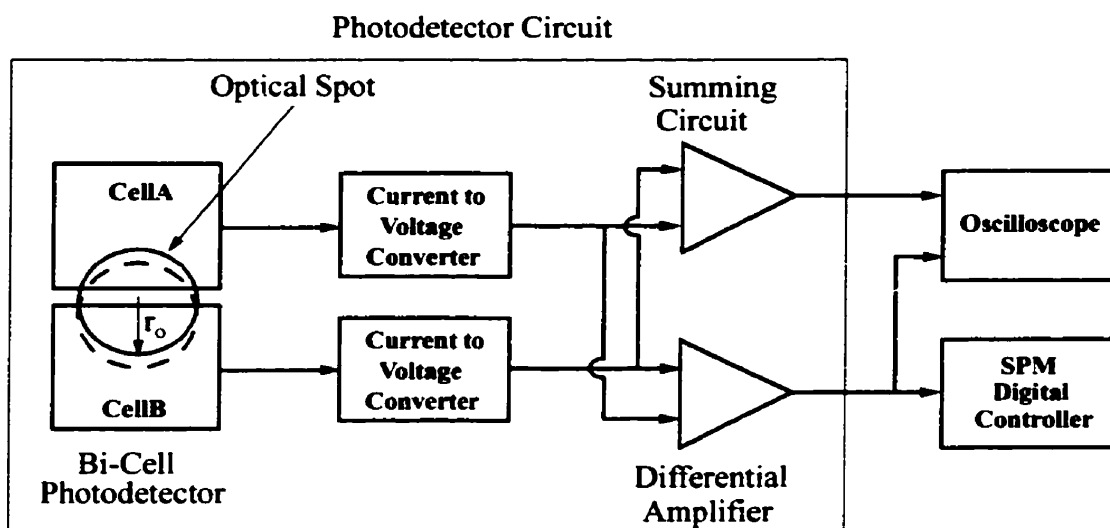 Photodetector Circuit
Optical Spot
Summing
Circuit
CellA
Current to
Voltage
Converter
Oscilloscope
r_o
CellB
Current to
Voltage
Converter
SPM
Digital
Controller
Bi-Cell
Photodetector
Differential
Amplifier